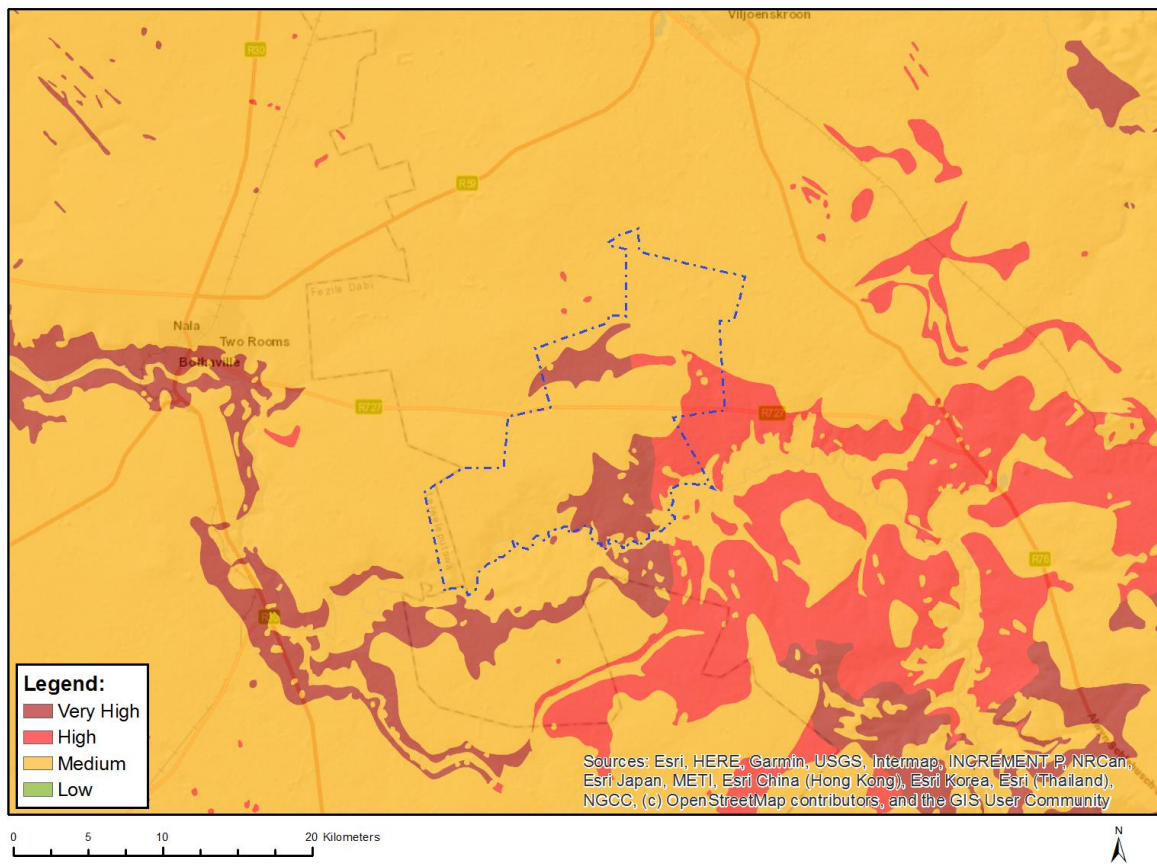 Viljoenskroon
R30
R59
Fezile Dabi
Nala
Two Rooms
Bothaville
R727
R727
R76
Legend:
Very High
High
Medium
Low
Sources: Esri, HERE, Garmin, USGS, Intermap, INCREMENT P, NRCan,
Esri Japan, METI, Esri China (Hong Kong), Esri Korea, Esri (Thailand),
NGCC, (c) OpenStreetMap contributors, and the GIS User Community
0 5 10 20 Kilometers
N